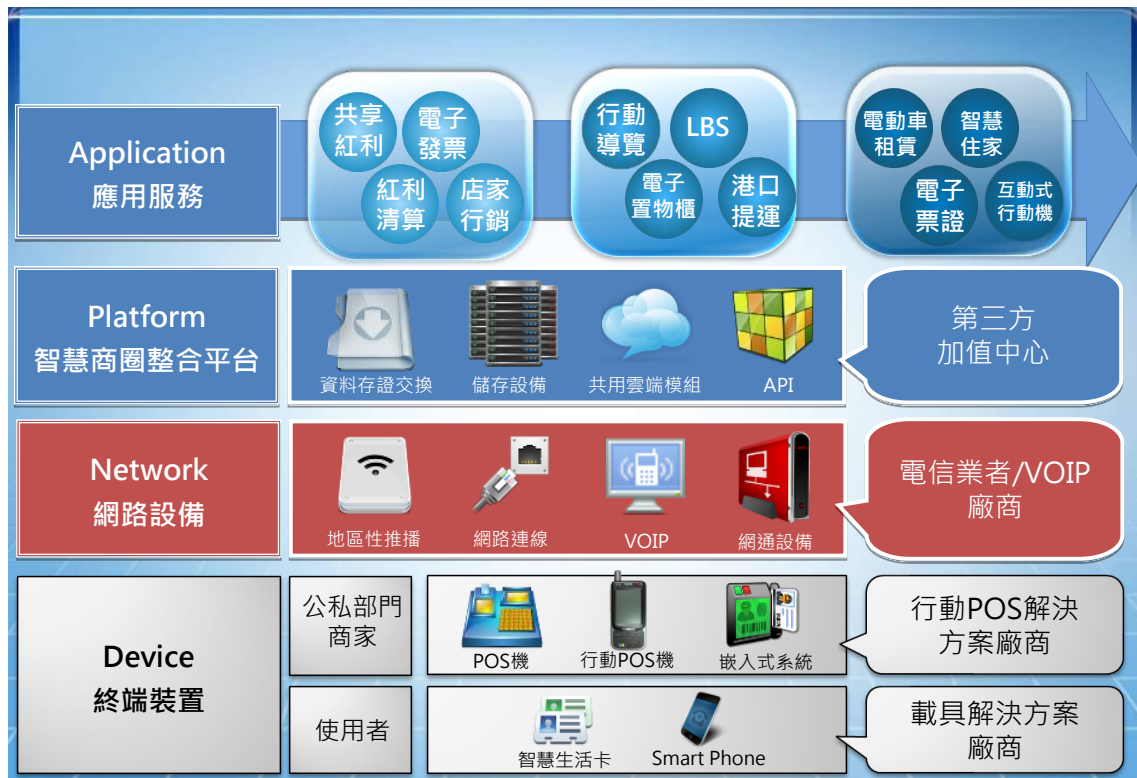 Application
應用服務
共享
紅利
電子
發票
紅利
清算
店家
行銷
行動
導覽
LBS
電子
置物櫃
港口
提運
電動車
租賃
智慧
住家
電子
票證
互動式
行動機
Platform
智慧商圈整合平台
資料存證交換
儲存設備
共用雲端模組
API
第三方
加值中心
Network
網路設備
地區性推播
網路連線
VOIP
網通設備
電信業者/VOIP
廠商
Device
終端裝置
公私部門
商家
POS機
行動POS機
嵌入式系統
行動POS解決
方案廠商
使用者
智慧生活卡
Smart Phone
載具解決方案
廠商